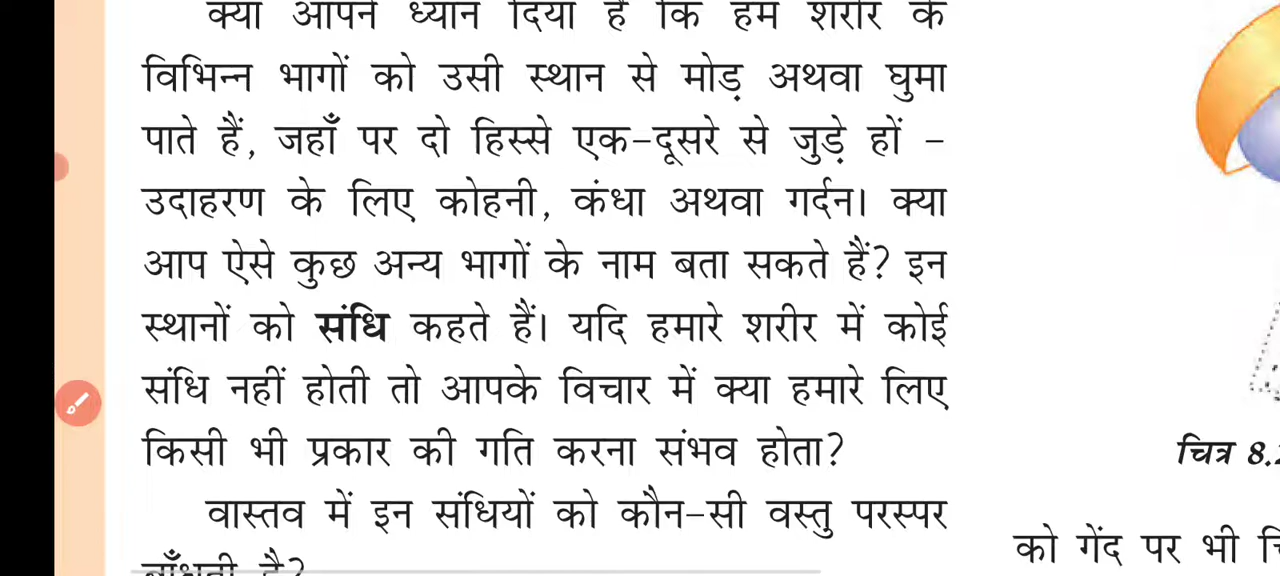 क्या आपने ध्यान दिया है कि हम शरीर के
विभिन्न भागों को उसी स्थान से मोड़ अथवा घुमा
पाते हैं, जहाँ पर दो हिस्से एक-दूसरे से जुड़े हों –
उदाहरण के लिए कोहनी, कंधा अथवा गर्दन। क्या
आप ऐसे कुछ अन्य भागों के नाम बता सकते हैं? इन
स्थानों को संधि कहते हैं। यदि हमारे शरीर में कोई
संधि नहीं होती तो आपके विचार में क्या हमारे लिए
किसी भी प्रकार की गति करना संभव होता?
वास्तव में इन संधियों को कौन-सी वस्तु परस्पर
बाँधती है?
चित्र 8.
को गेंद पर भी